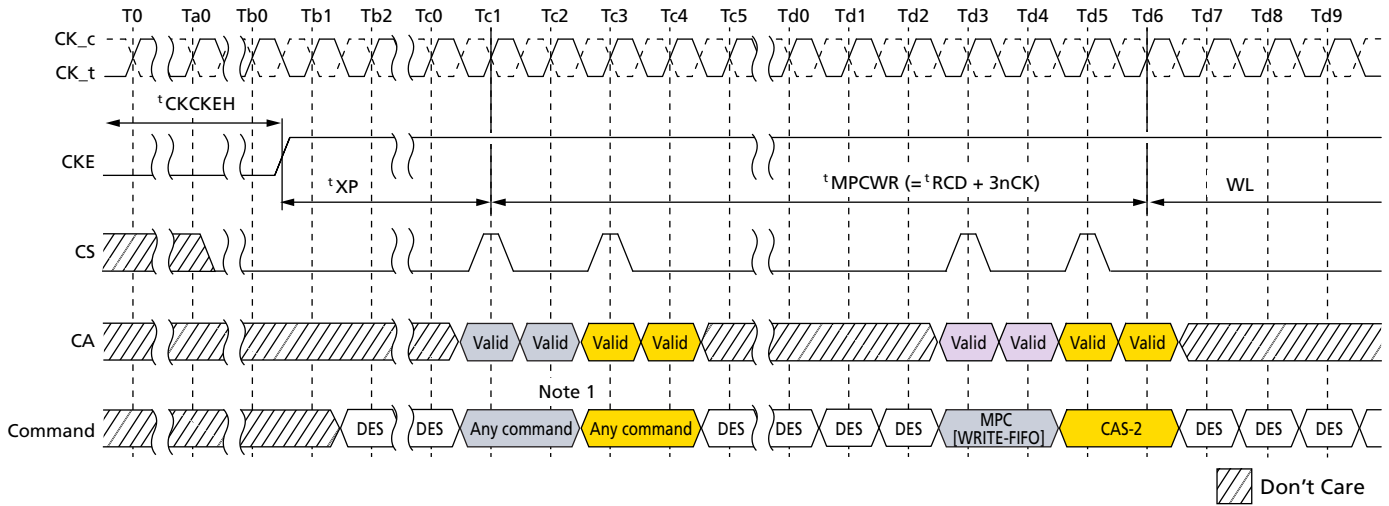 T0 Ta0 Tb0 Tb1 Tb2 Tc0 Tc1 Tc2 Tc3 Tc4 Tc5 Td0 Td1 Td2 Td3 Td4 Td5 Td6 Td7 Td8 Td9
CK_c
CK_t
tCKCKEH
CKE
tXP tMPCWR (= tRCD + 3nCK) WL
CS
CA Valid Valid Valid Valid Valid Valid Valid Valid
Note 1
Command DES DES Any command Any command DES DES DES DES MPC [WRITE-FIFO] CAS-2 DES DES DES
Don't Care